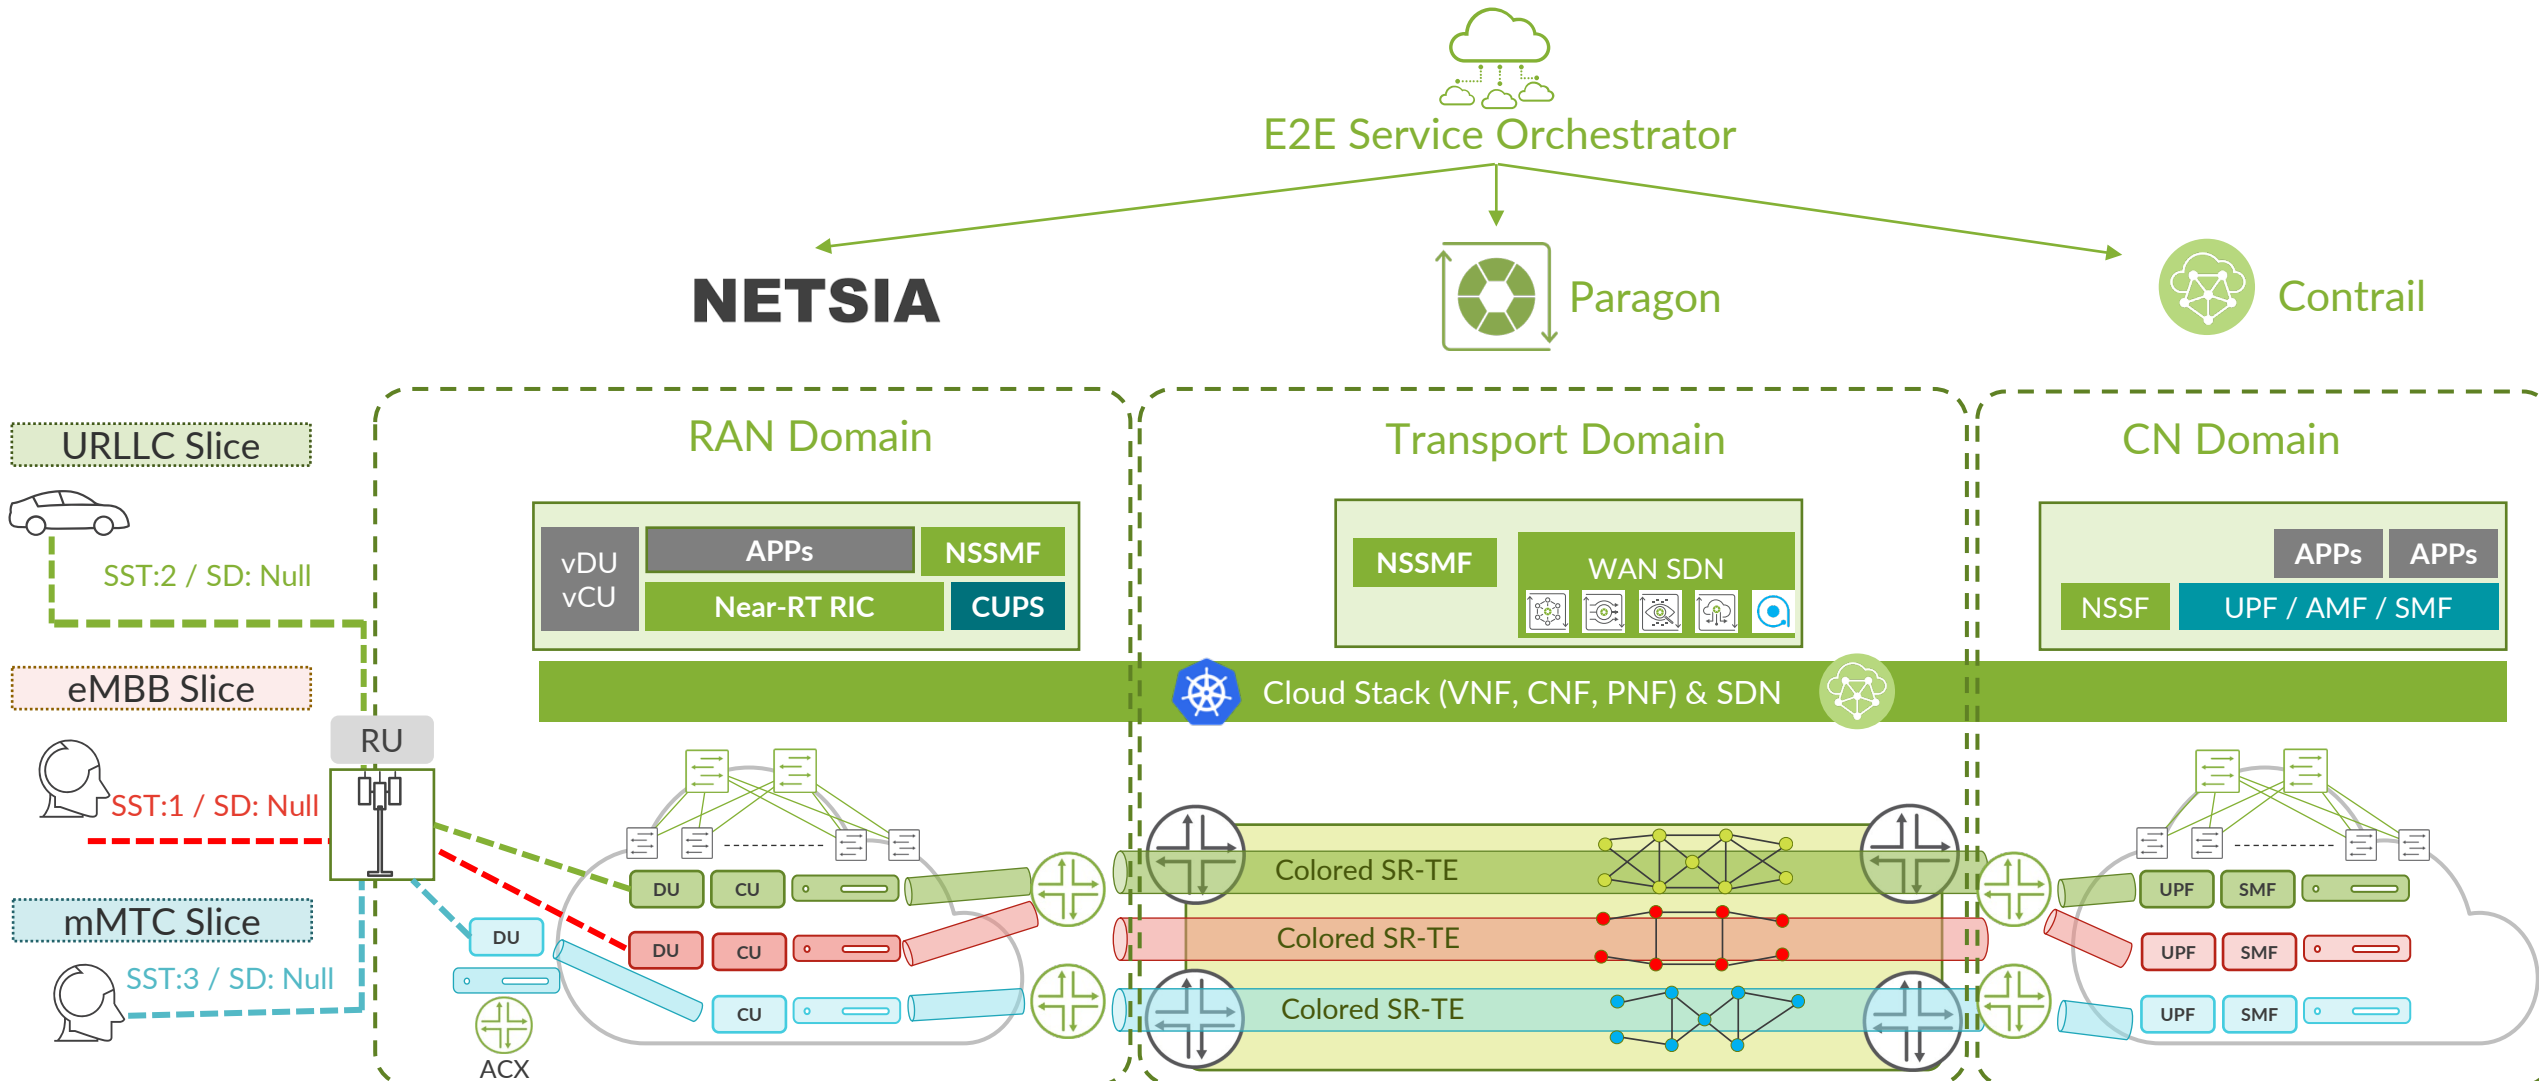 E2E Service Orchestrator
NETSIA
Paragon
Contrail
RAN Domain
Transport Domain
CN Domain
URLLC Slice
SST:2 / SD: Null
eMBB Slice
SST:1 / SD: Null
mMTC Slice
SST:3 / SD: Null
RU
vDU
vCU
APPs
NSSMF
Near-RT RIC
CUPS
NSSMF
WAN SDN
APPs
APPs
NSSF
UPF / AMF / SMF
Cloud Stack (VNF, CNF, PNF) & SDN
DU
CU
DU
DU
CU
CU
ACX
Colored SR-TE
Colored SR-TE
Colored SR-TE
UPF
SMF
UPF
SMF
UPF
SMF